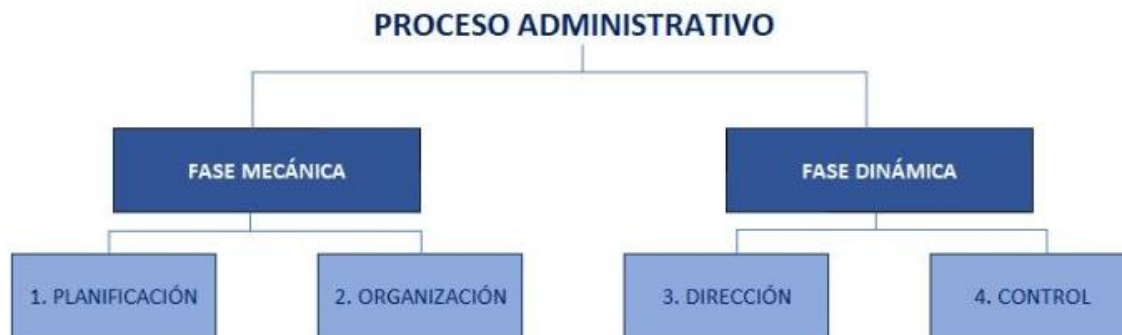 PROCESO ADMINISTRATIVO
FASE MECÁNICA
FASE DINÁMICA
1. PLANIFICACIÓN
2. ORGANIZACIÓN
3. DIRECCIÓN
4. CONTROL